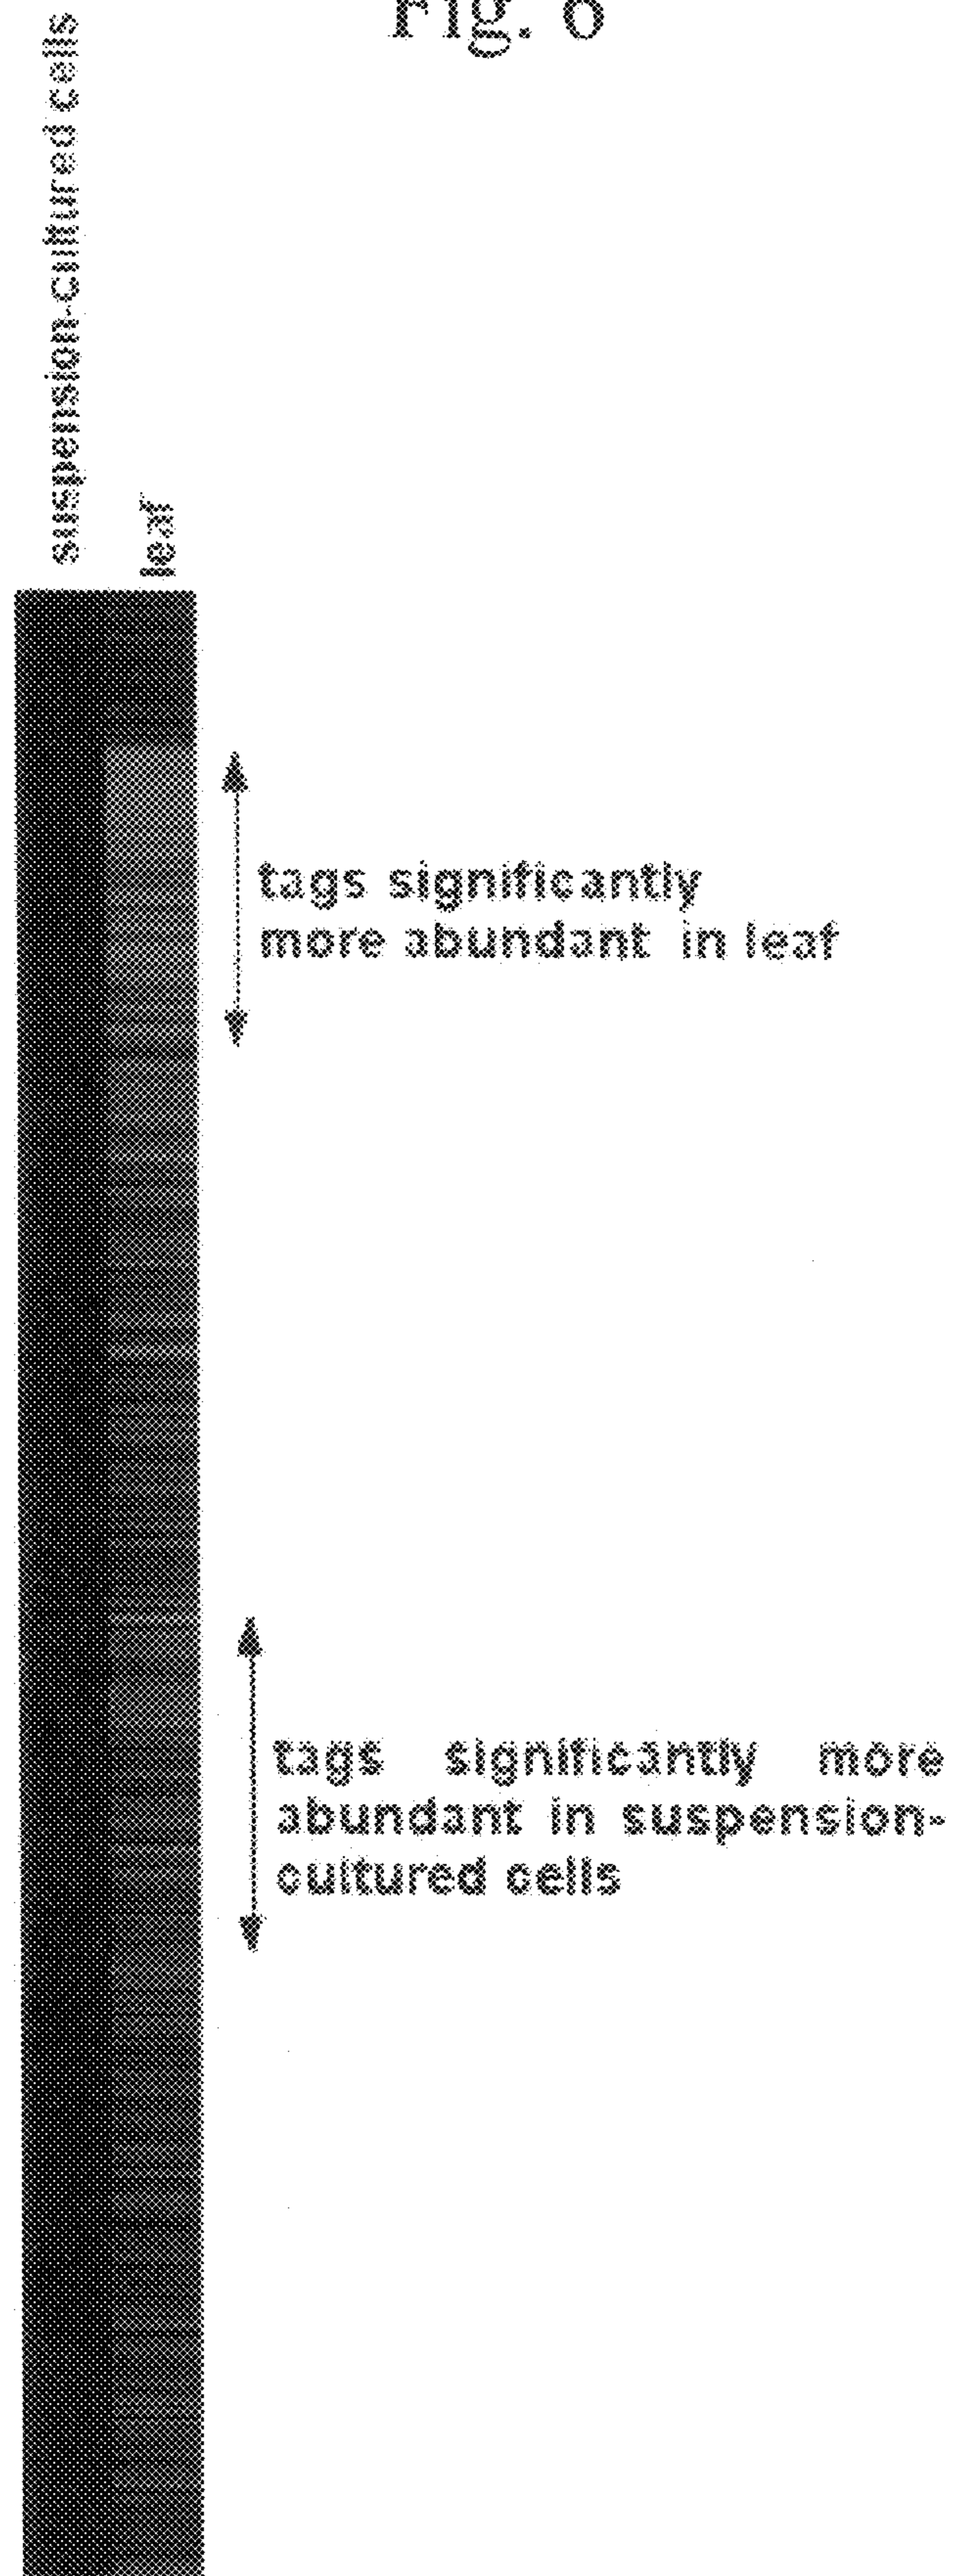 Fig. 6
suspension-cultured cells
leaf
tags significantly
more abundant in leaf
tags significantly more
abundant in suspension-
cultured cells